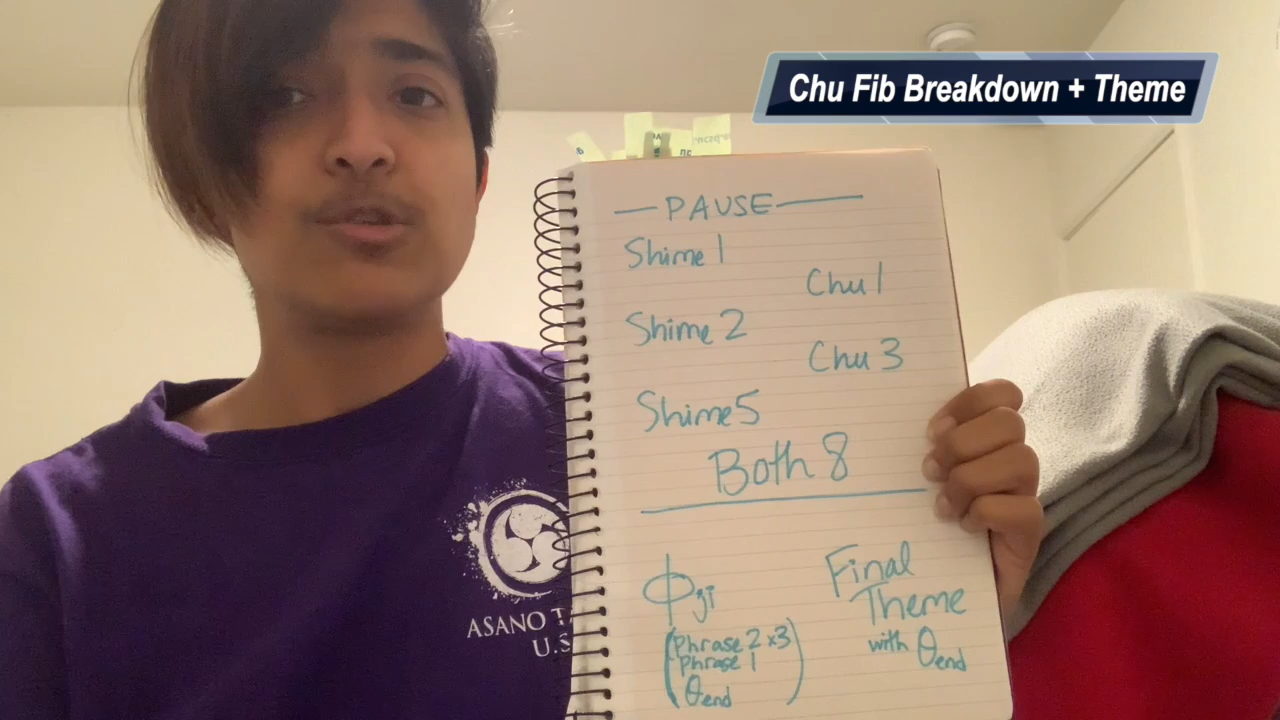 Chu Fib Breakdown + Theme
— PAUSE —
Shime 1
Chu 1
Shime 2
Chu 3
Shime 5
Both 8
ϕji
(Phrase 2 x3
Phrase 1
θend)
Final
Theme
with θend
ASANO
U.S.